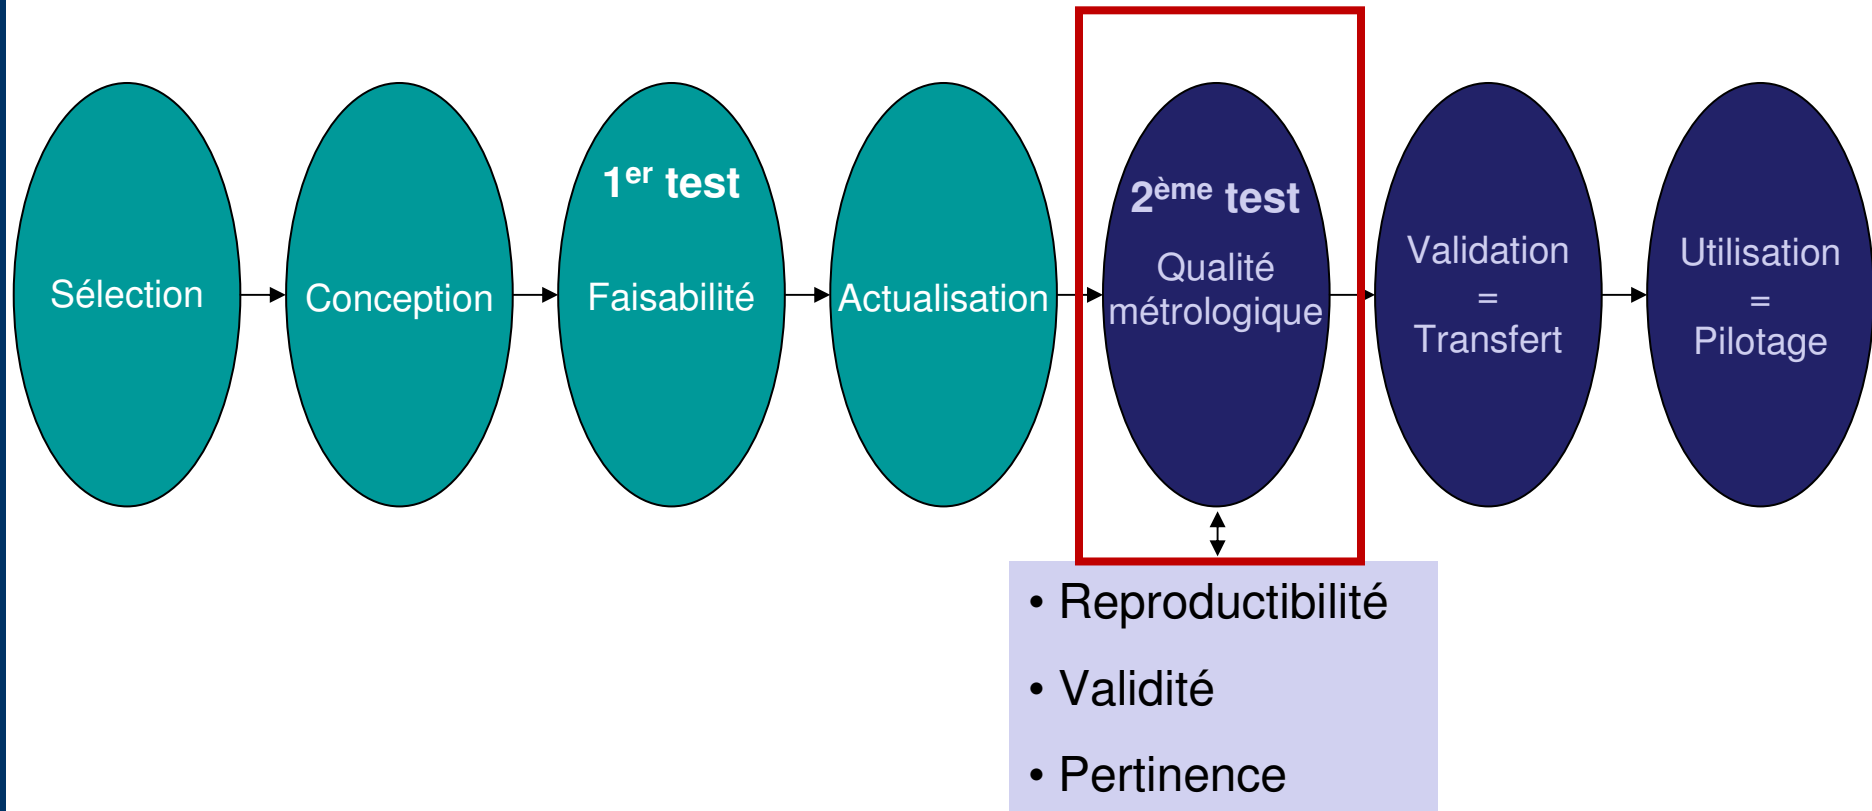 Sélection
Conception
1er test
Faisabilité
Actualisation
2ème test
Qualité
métrologique
Validation
=
Transfert
Utilisation
=
Pilotage
• Reproductibilité
• Validité
• Pertinence